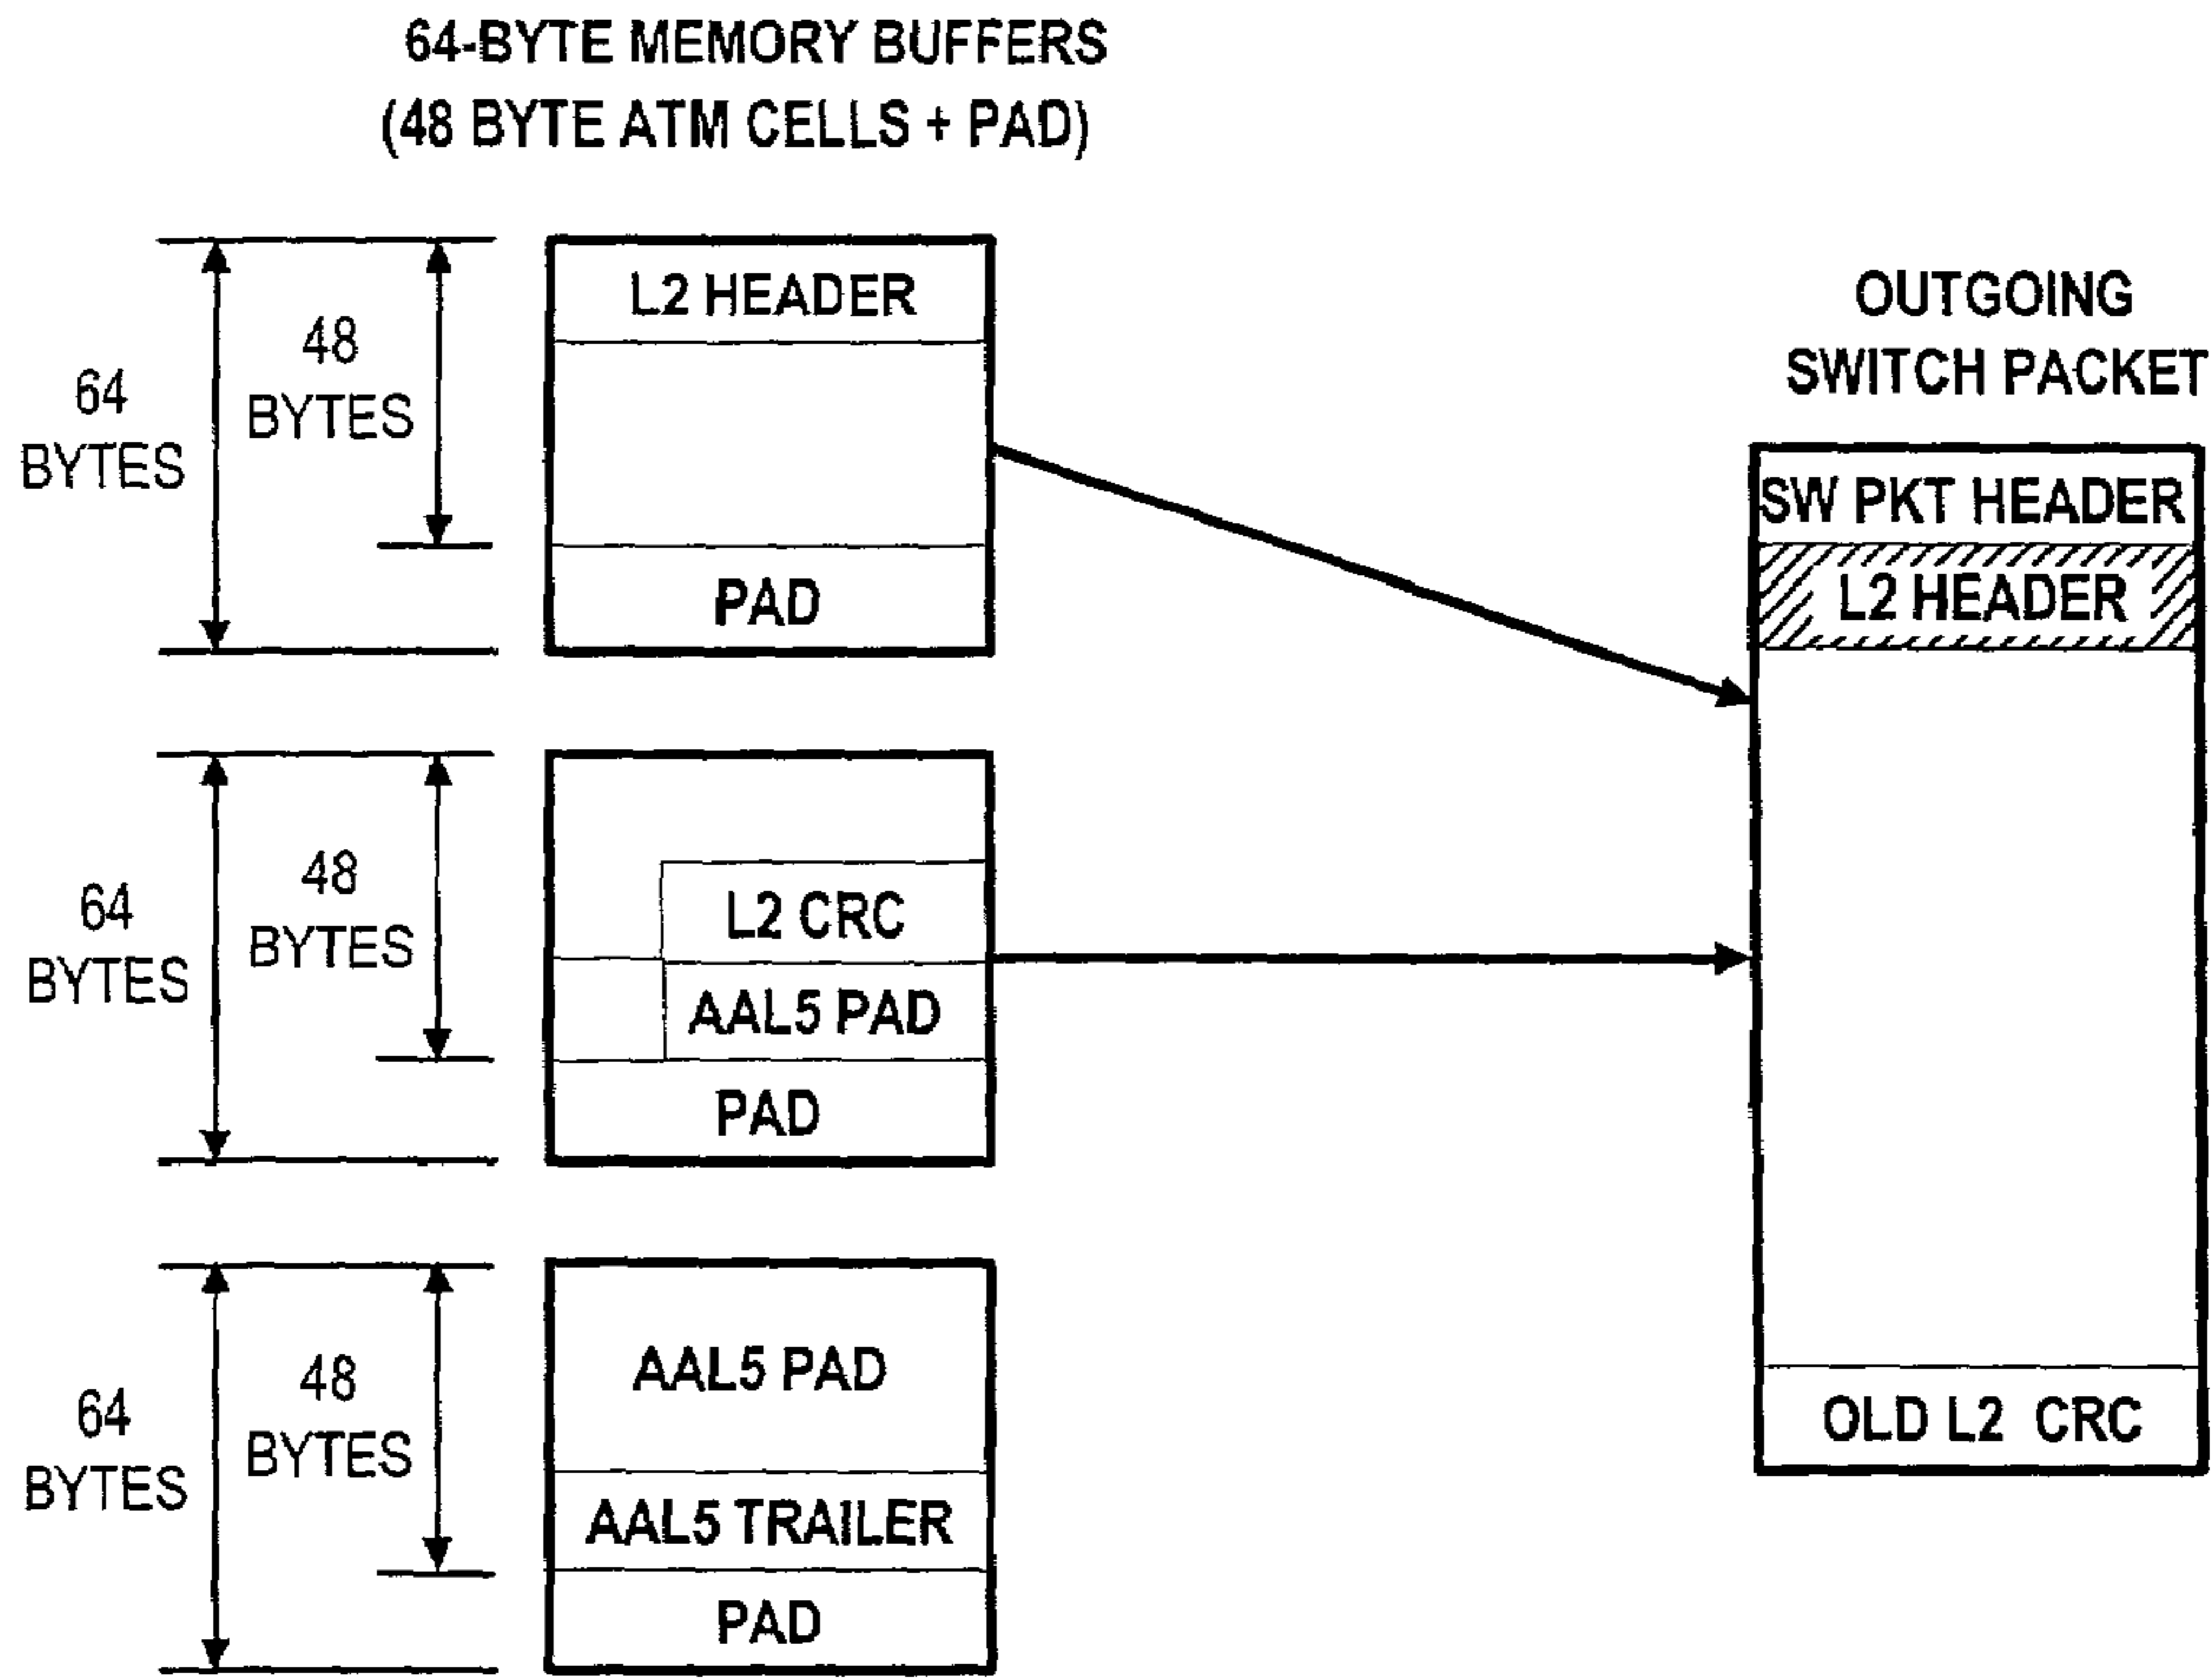 64-BYTE MEMORY BUFFERS
(48 BYTE ATM CELLS + PAD)
64
BYTES
48
BYTES
L2 HEADER
PAD
64
BYTES
48
BYTES
L2 CRC
AAL5 PAD
PAD
64
BYTES
48
BYTES
AAL5 PAD
AAL5 TRAILER
PAD
OUTGOING
SWITCH PACKET
SW PKT HEADER
L2 HEADER
OLD L2 CRC